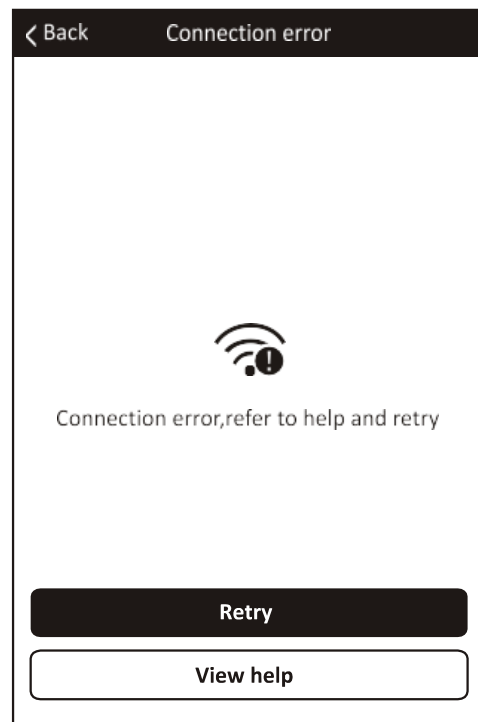 Back Connection error
Connection error,refer to help and retry
Retry
View help